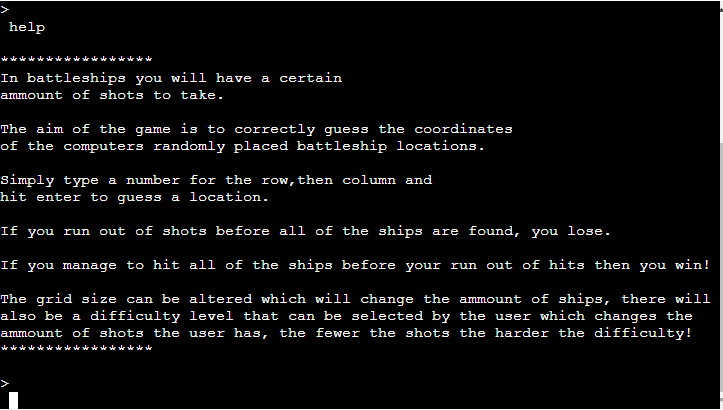 >
help
*****************
In battleships you will have a certain
ammount of shots to take.
The aim of the game is to correctly guess the coordinates
of the computers randomly placed battleship locations.
Simply type a number for the row,then column and
hit enter to guess a location.
If you run out of shots before all of the ships are found, you lose.
If you manage to hit all of the ships before your run out of hits then you win!
The grid size can be altered which will change the ammount of ships, there will
also be a difficulty level that can be selected by the user which changes the
ammount of shots the user has, the fewer the shots the harder the difficulty!
*****************
>